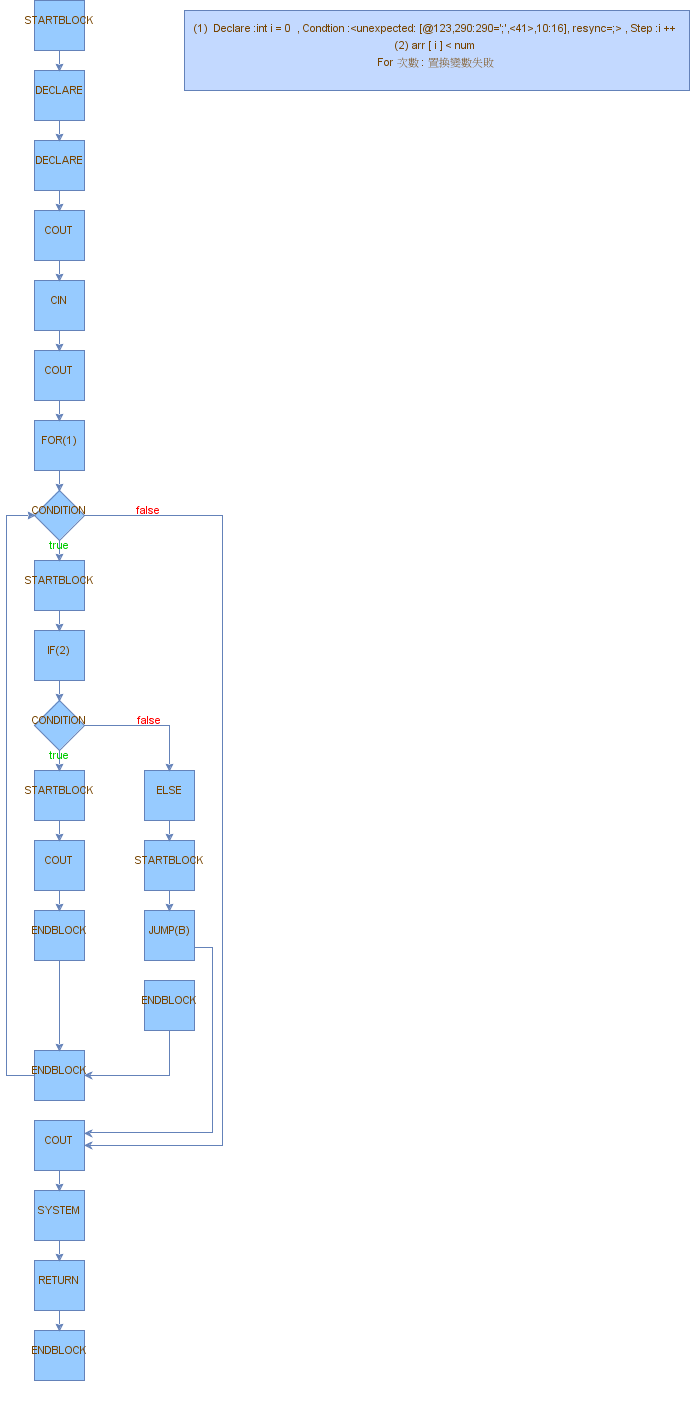 STARTBLOCK
(1) Declare :int i = 0 , Condtion :<unexpected: [@123,290:290=';',<41>,10:16], resync=;> , Step :i ++
(2) arr [ i ] < num
For 次數 : 置換變數失敗
DECLARE
DECLARE
COUT
CIN
COUT
FOR(1)
CONDITION
false
true
STARTBLOCK
IF(2)
CONDITION
false
true
STARTBLOCK
ELSE
COUT
STARTBLOCK
ENDBLOCK
JUMP(B)
ENDBLOCK
ENDBLOCK
COUT
SYSTEM
RETURN
ENDBLOCK